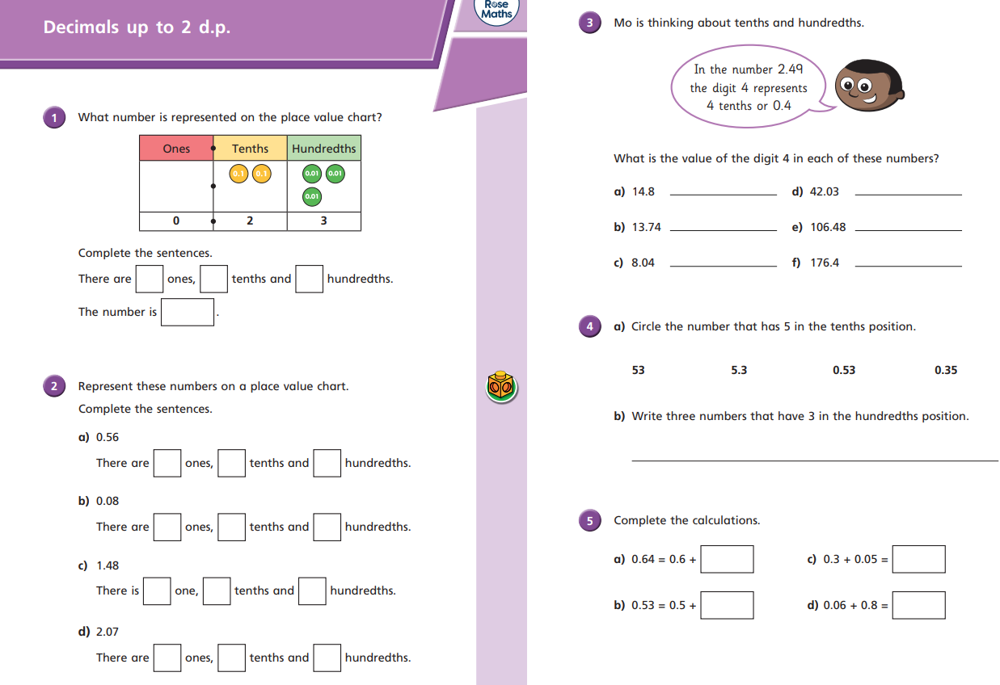 Decimals up to 2 d.p.
Rose
Maths
1 What number is represented on the place value chart?
Ones Tenths Hundredths
0.1 0.1 0.01 0.01
0.01
0 2 3
Complete the sentences.
There are ones, tenths and hundredths.
The number is .
2 Represent these numbers on a place value chart.
Complete the sentences.
a) 0.56
There are ones, tenths and hundredths.
b) 0.08
There are ones, tenths and hundredths.
c) 1.48
There is one, tenths and hundredths.
d) 2.07
There are ones, tenths and hundredths.
3 Mo is thinking about tenths and hundredths.
In the number 2.49
the digit 4 represents
4 tenths or 0.4
What is the value of the digit 4 in each of these numbers?
a) 14.8 d) 42.03
b) 13.74 e) 106.48
c) 8.04 f) 176.4
4 a) Circle the number that has 5 in the tenths position.
53 5.3 0.53 0.35
b) Write three numbers that have 3 in the hundredths position.
5 Complete the calculations.
a) 0.64 = 0.6 + c) 0.3 + 0.05 =
b) 0.53 = 0.5 + d) 0.06 + 0.8 =